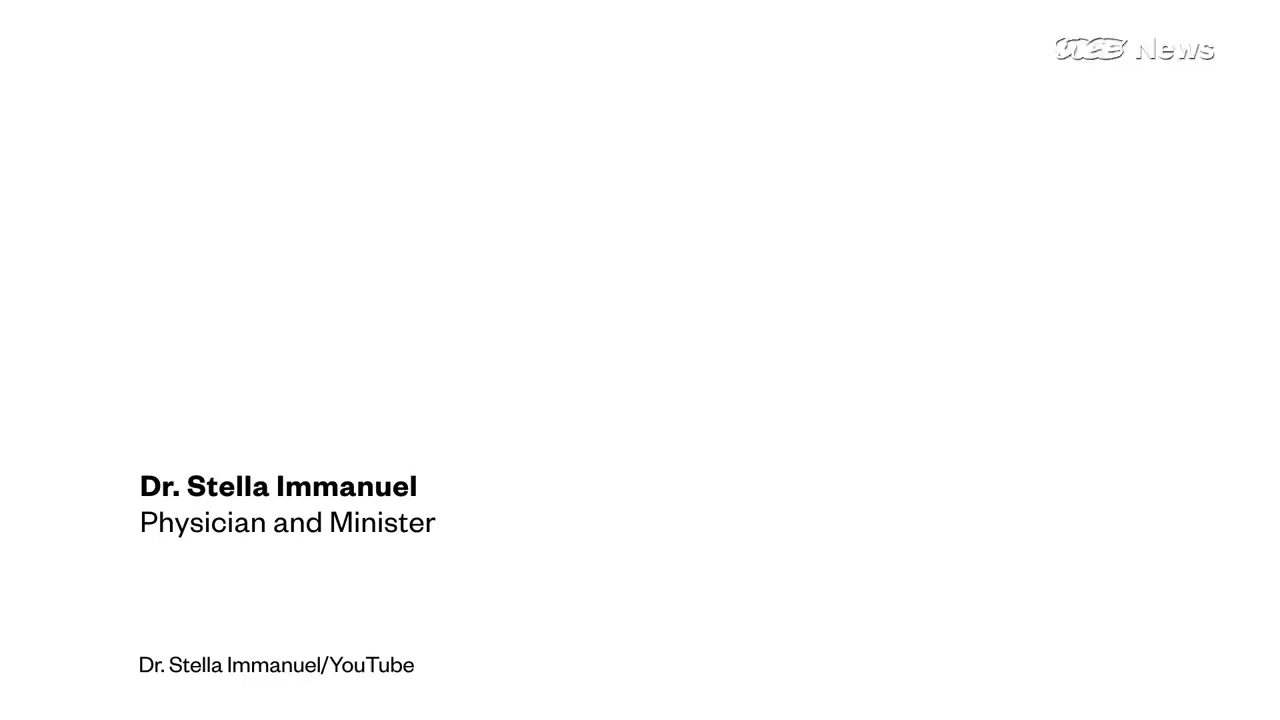 VICE News
Dr. Stella Immanuel
Physician and Minister
Dr. Stella Immanuel/YouTube